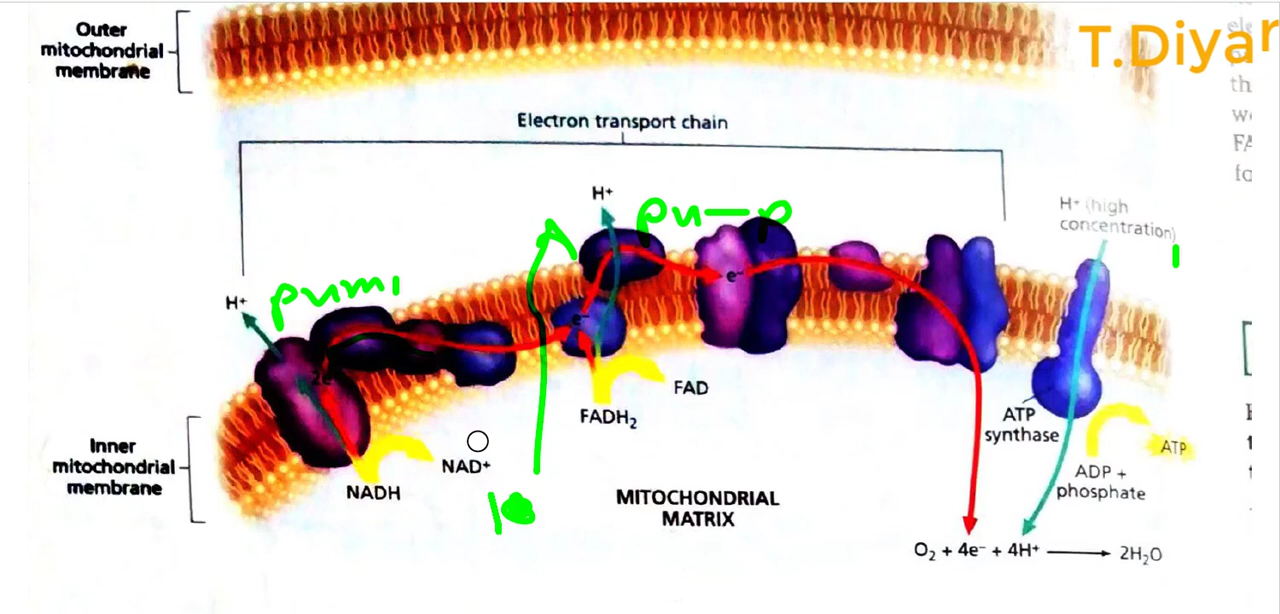 T.Diyar
Outer
mitochondrial
membrane
Electron transport chain
H⁺
H⁺ (high
concentration)
H⁺
e⁻
e⁻
2e⁻
FAD
FADH₂
NAD⁺
NADH
Inner
mitochondrial
membrane
MITOCHONDRIAL
MATRIX
ATP
synthase
ATP
ADP +
phosphate
O₂ + 4e⁻ + 4H⁺ → 2H₂O